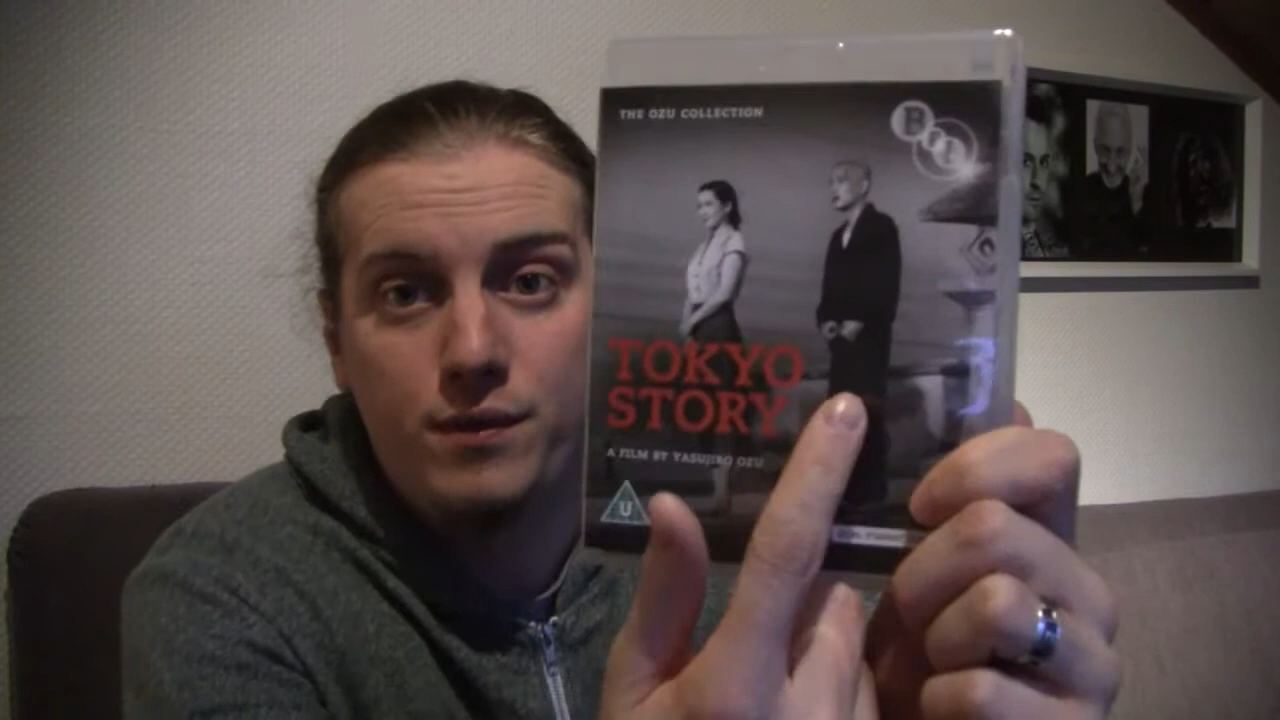 THE OZU COLLECTION
BFI
TOKYO
STORY
A FILM BY YASUJIRO OZU
U